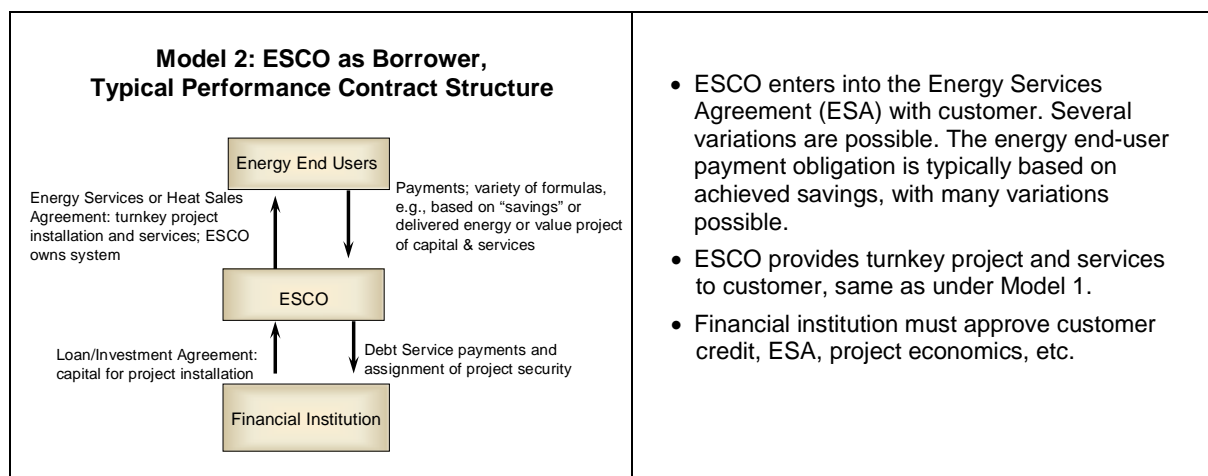 Model 2: ESCO as Borrower,
Typical Performance Contract Structure
Energy End Users
Energy Services or Heat Sales
Agreement: turnkey project
installation and services; ESCO
owns system
Payments; variety of formulas,
e.g., based on “savings” or
delivered energy or value project
of capital & services
ESCO
Loan/Investment Agreement:
capital for project installation
Debt Service payments and
assignment of project security
Financial Institution
• ESCO enters into the Energy Services
Agreement (ESA) with customer. Several
variations are possible. The energy end-user
payment obligation is typically based on
achieved savings, with many variations
possible.
• ESCO provides turnkey project and services
to customer, same as under Model 1.
• Financial institution must approve customer
credit, ESA, project economics, etc.